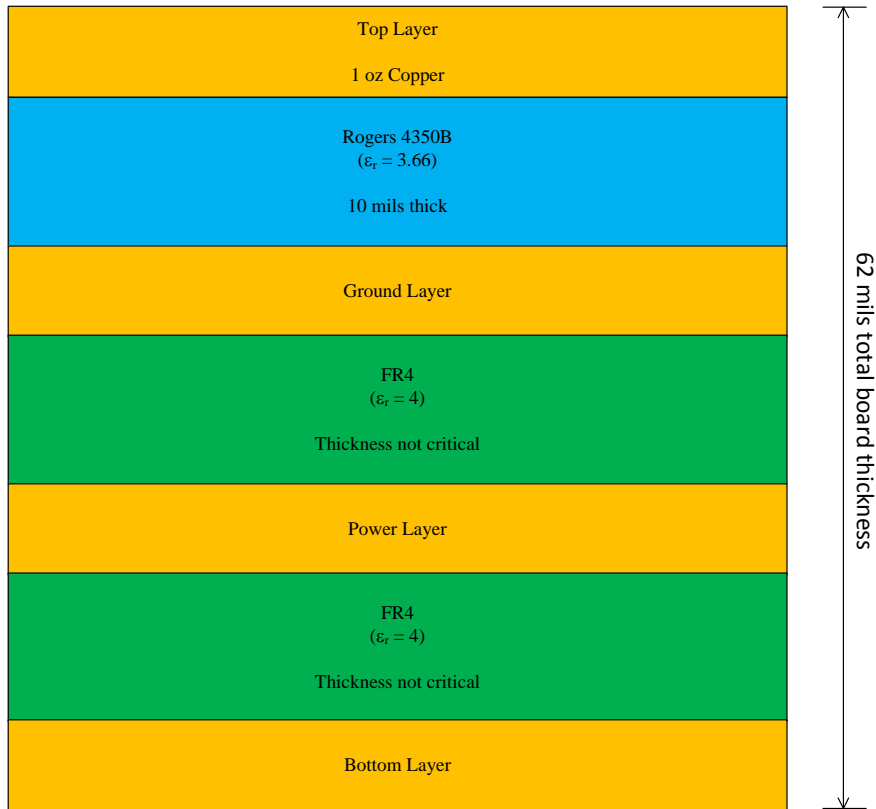 Top Layer
1 oz Copper
Rogers 4350B
(εr = 3.66)
10 mils thick
Ground Layer
FR4
(εr = 4)
Thickness not critical
Power Layer
FR4
(εr = 4)
Thickness not critical
Bottom Layer
62 mils total board thickness